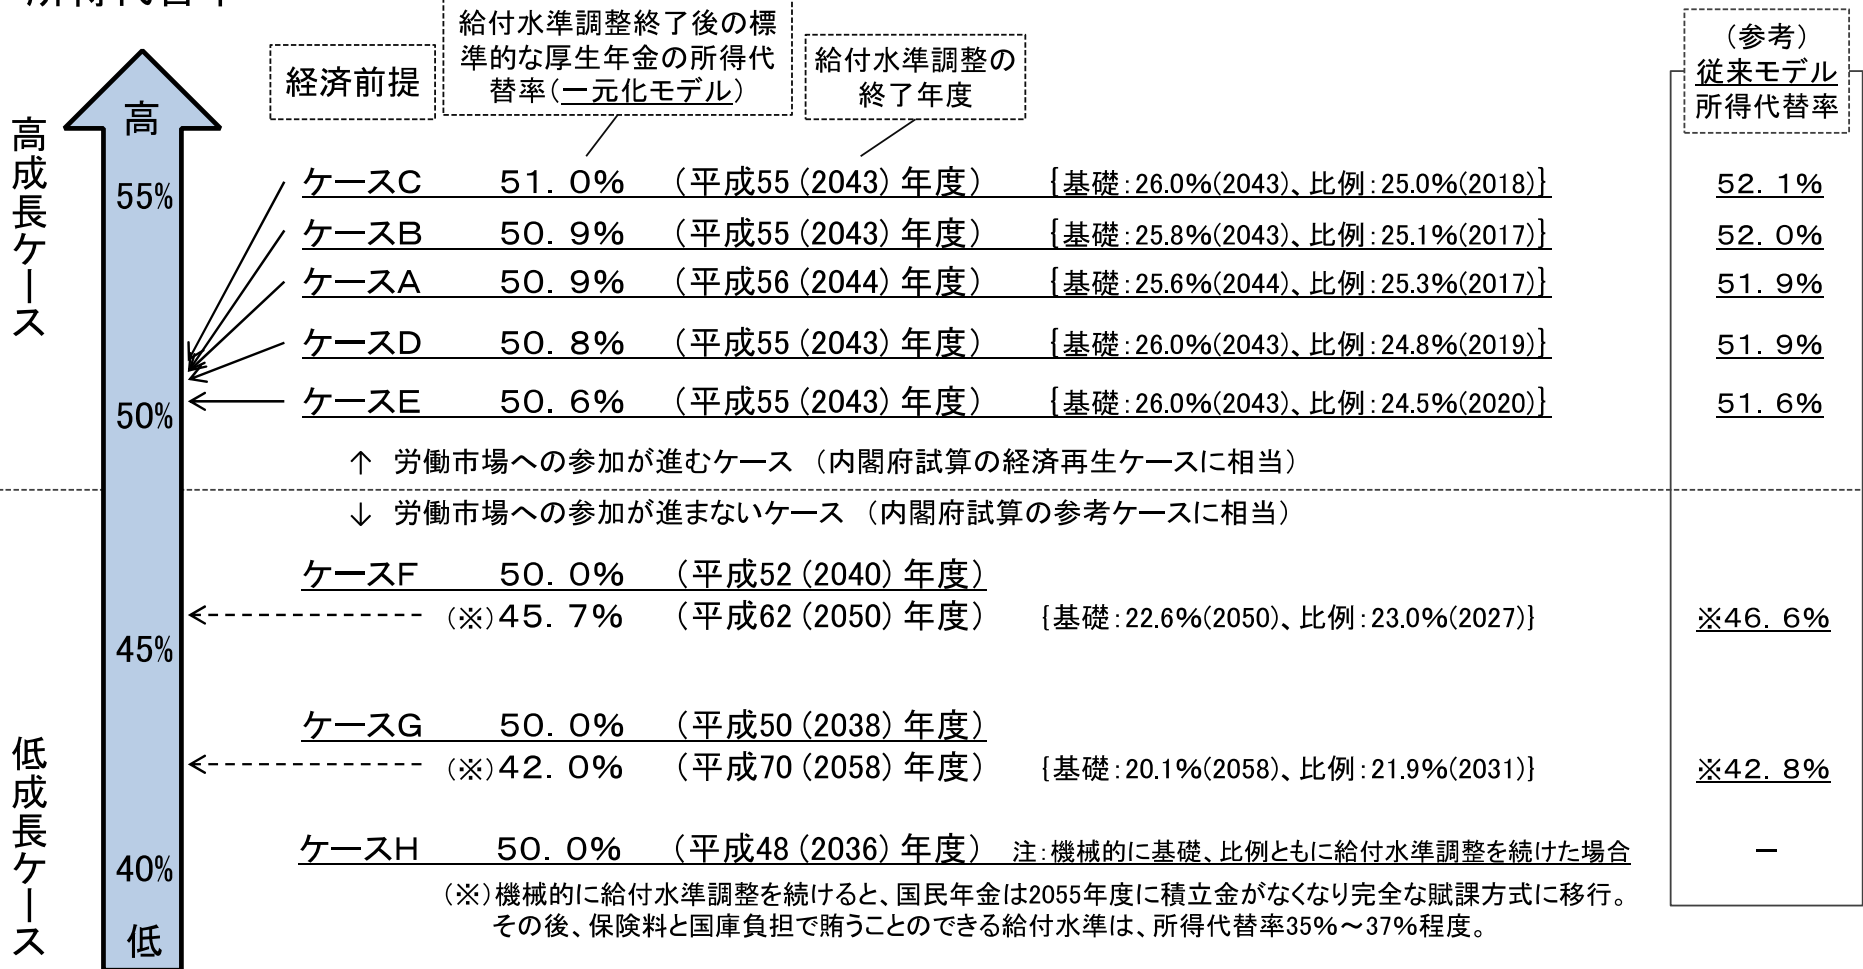 経済前提
給付水準調整終了後の標
準的な厚生年金の所得代
替率(一元化モデル)
給付水準調整の
終了年度
(参考)
従来モデル
所得代替率
高成長ケース
高
55%
50%
45%
40%
低
低成長ケース
ケースC 51.0% (平成55(2043)年度) {基礎:26.0%(2043)、比例:25.0%(2018)} 52.1%
ケースB 50.9% (平成55(2043)年度) {基礎:25.8%(2043)、比例:25.1%(2017)} 52.0%
ケースA 50.9% (平成56(2044)年度) {基礎:25.6%(2044)、比例:25.3%(2017)} 51.9%
ケースD 50.8% (平成55(2043)年度) {基礎:26.0%(2043)、比例:24.8%(2019)} 51.9%
ケースE 50.6% (平成55(2043)年度) {基礎:26.0%(2043)、比例:24.5%(2020)} 51.6%
↑ 労働市場への参加が進むケース (内閣府試算の経済再生ケースに相当)
↓ 労働市場への参加が進まないケース (内閣府試算の参考ケースに相当)
ケースF 50.0% (平成52(2040)年度)
(※)45.7% (平成62(2050)年度) {基礎:22.6%(2050)、比例:23.0%(2027)} ※46.6%
ケースG 50.0% (平成50(2038)年度)
(※)42.0% (平成70(2058)年度) {基礎:20.1%(2058)、比例:21.9%(2031)} ※42.8%
ケースH 50.0% (平成48(2036)年度) 注:機械的に基礎、比例ともに給付水準調整を続けた場合 －
(※)機械的に給付水準調整を続けると、国民年金は2055年度に積立金がなくなり完全な賦課方式に移行。
その後、保険料と国庫負担で賄うことのできる給付水準は、所得代替率35%～37%程度。